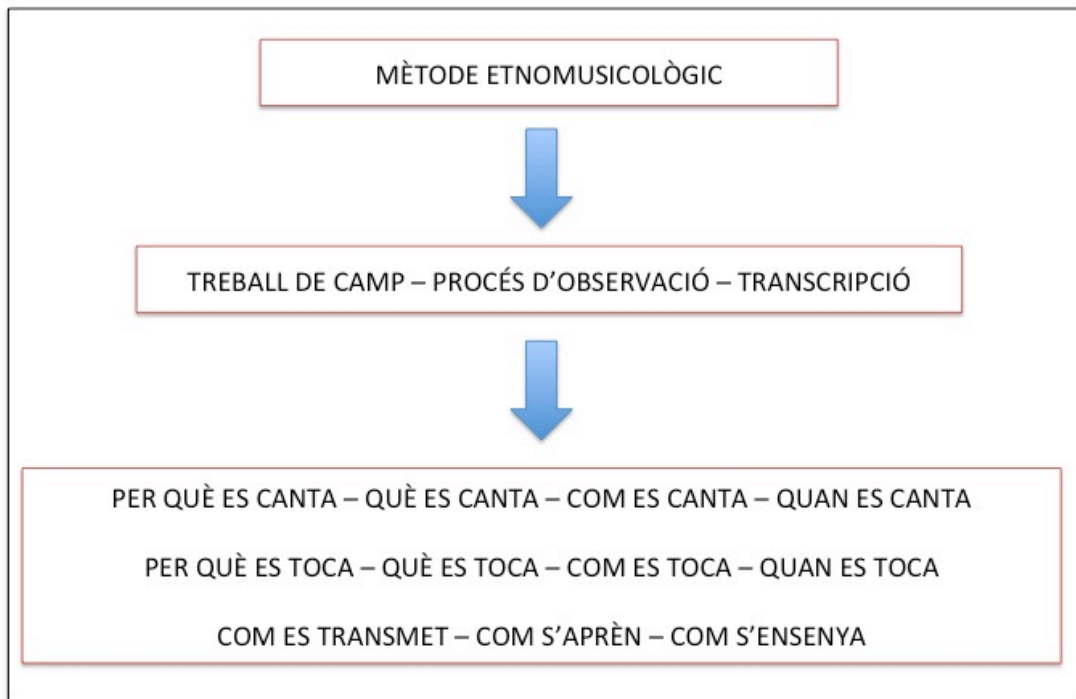 MÈTODE ETNOMUSICOLÒGIC
TREBALL DE CAMP – PROCÉS D’OBSERVACIÓ – TRANSCRIPCIÓ
PER QUÈ ES CANTA – QUÈ ES CANTA – COM ES CANTA – QUAN ES CANTA
PER QUÈ ES TOCA – QUÈ ES TOCA – COM ES TOCA – QUAN ES TOCA
COM ES TRANSMET – COM S’APRÈN – COM S’ENSENYA